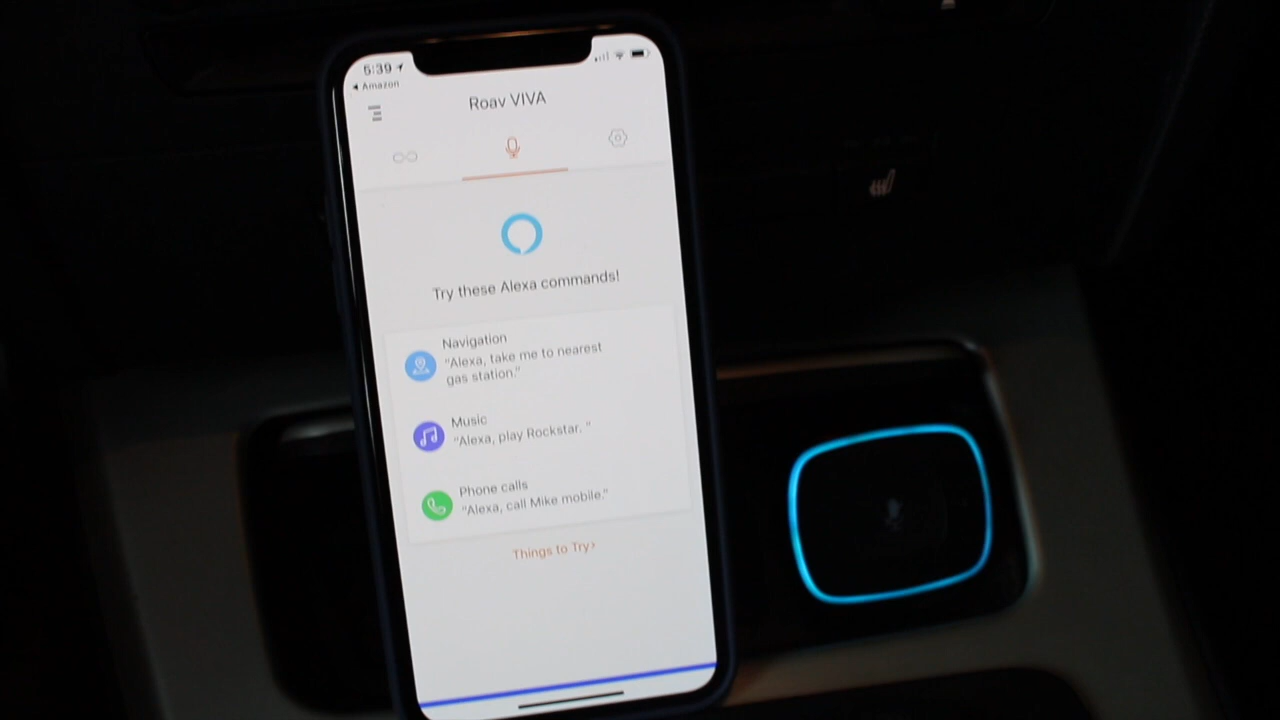 5:39
Amazon
Roav VIVA
Try these Alexa commands!
Navigation
"Alexa, take me to nearest
gas station."
Music
"Alexa, play Rockstar. "
Phone calls
"Alexa, call Mike mobile."
Things to Try>